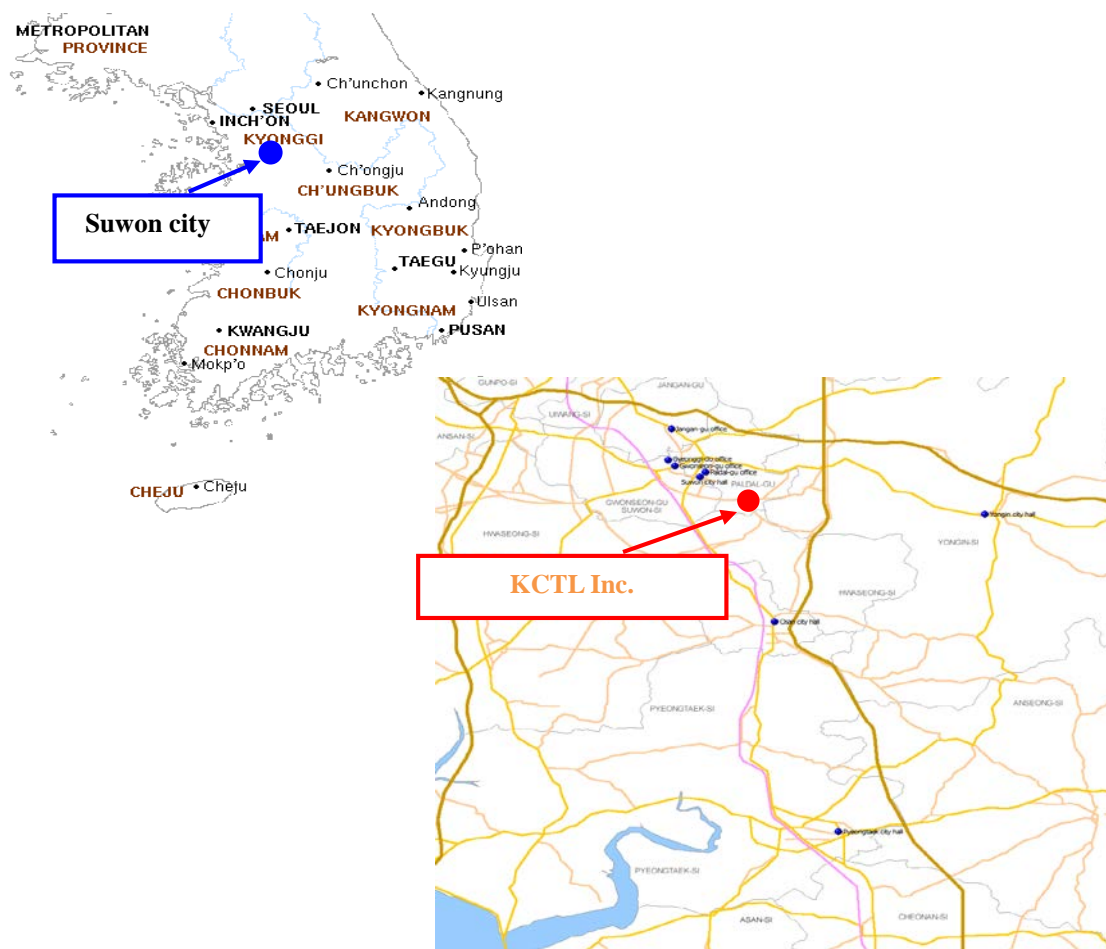 METROPOLITAN
PROVINCE
Ch'unchon
Kangnung
SEOUL
KANGWON
INCH'ON
KYONGGI
Ch'ongju
CH'UNGBUK
Andong
Suwon city
TAEJON
KYONGBUK
AM
P'ohan
TAEGU
Chonju
Kyungju
CHONBUK
Ulsan
KYONGNAM
KWANGJU
PUSAN
CHONNAM
Mokp'o
CHEJU
Cheju
GUNPO-SI
JANGAN-GU
UIWANG-SI
Jangan-gu office
ANSAN-SI
Gyeonggi-do office
Gwonseon-gu office
Paldal-gu office
Suwon city hall
PALDAL-GU
GWONSEON-GU
SUWON-SI
Yongin city hall
HWASEONG-SI
YONGIN-SI
KCTL Inc.
HWASEONG-SI
Osan city hall
ANSEONG-SI
PYEONGTAEK-SI
Pyeongtaek city hall
PYEONGTAEK-SI
ASAN-SI
CHEONAN-SI